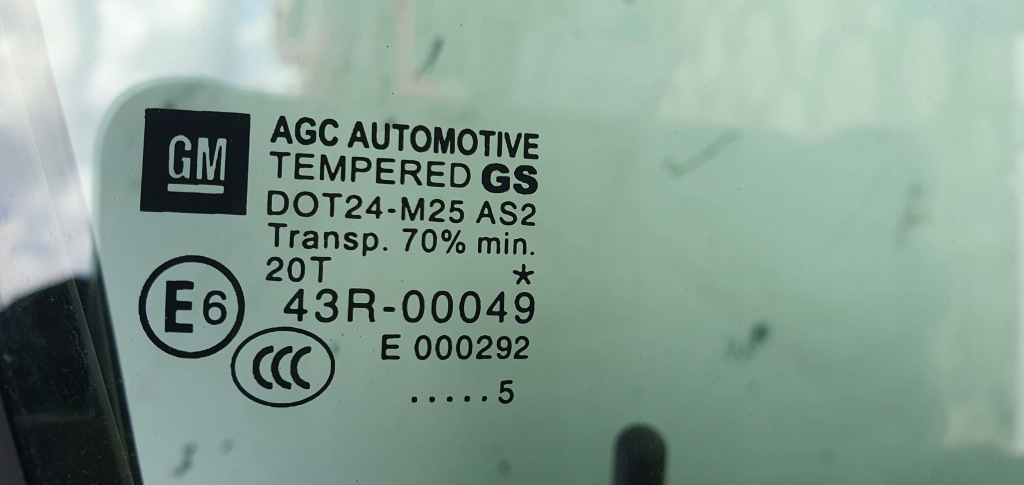 GM
AGC AUTOMOTIVE
TEMPERED GS
DOT24-M25 AS2
Transp. 70% min.
20T *
E6
43R-00049
CCC
E 000292
.....5